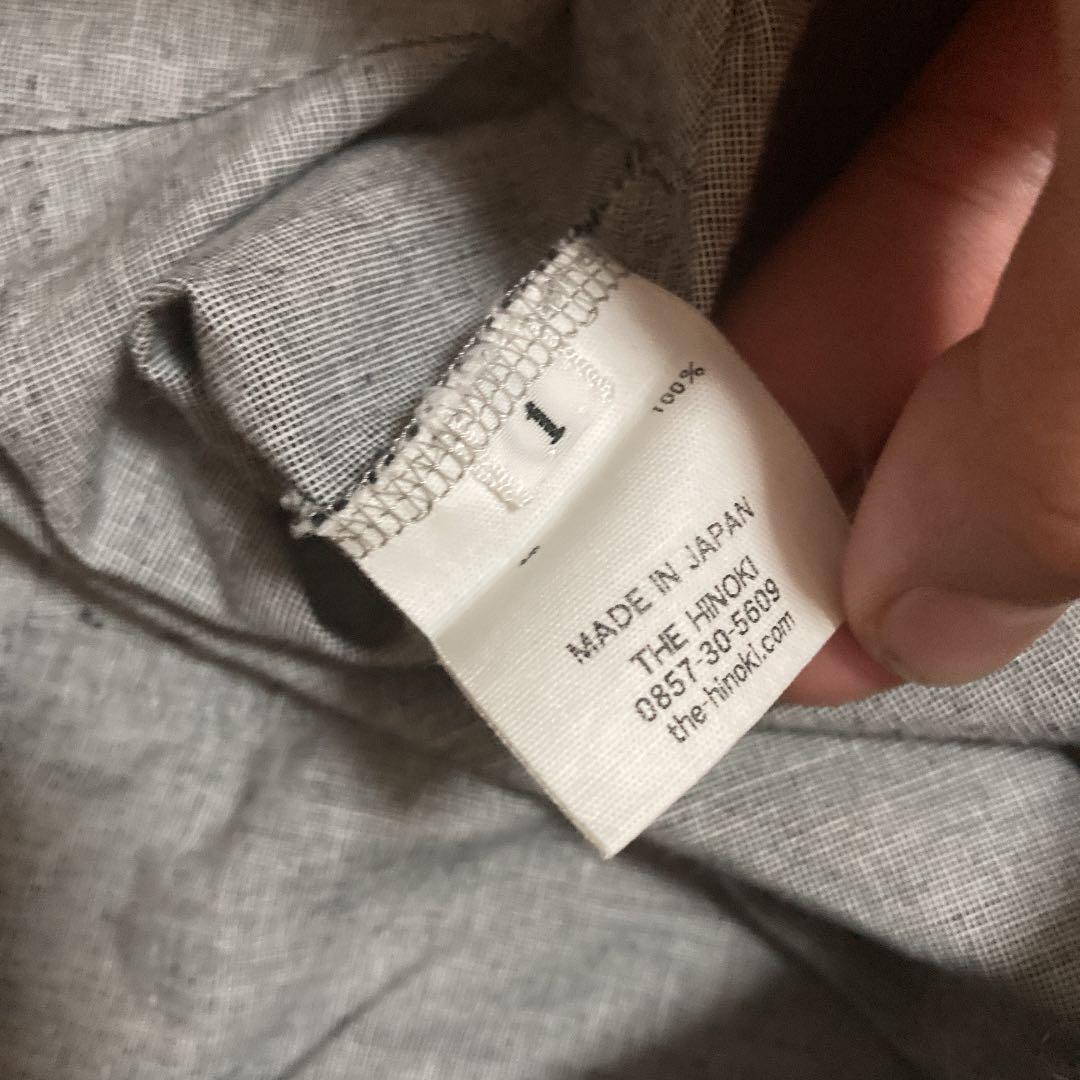 1
100%
MADE IN JAPAN
THE HINOKI
0857-30-5609
the-hinoki.com